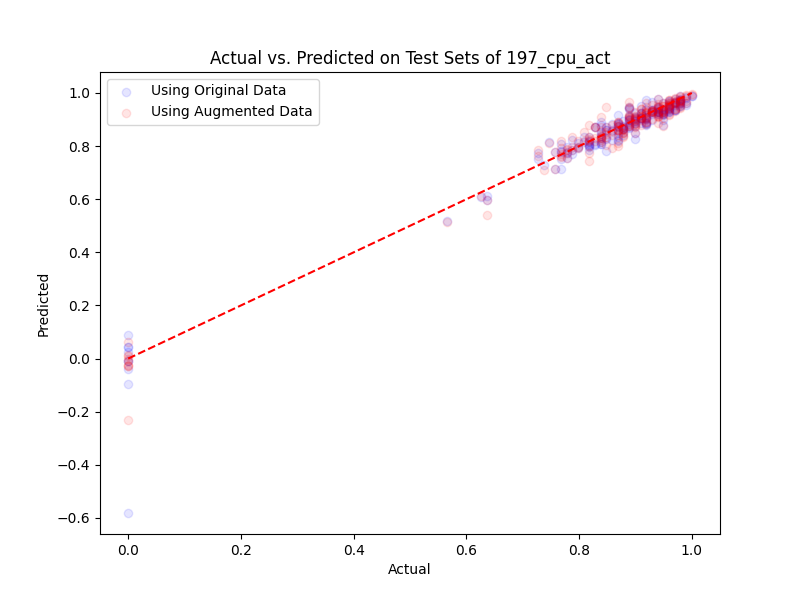 Actual vs. Predicted on Test Sets of 197_cpu_act
Using Original Data
Using Augmented Data
1.0
0.8
0.6
0.4
0.2
0.0
−0.2
−0.4
−0.6
Predicted
0.0 0.2 0.4 0.6 0.8 1.0
Actual